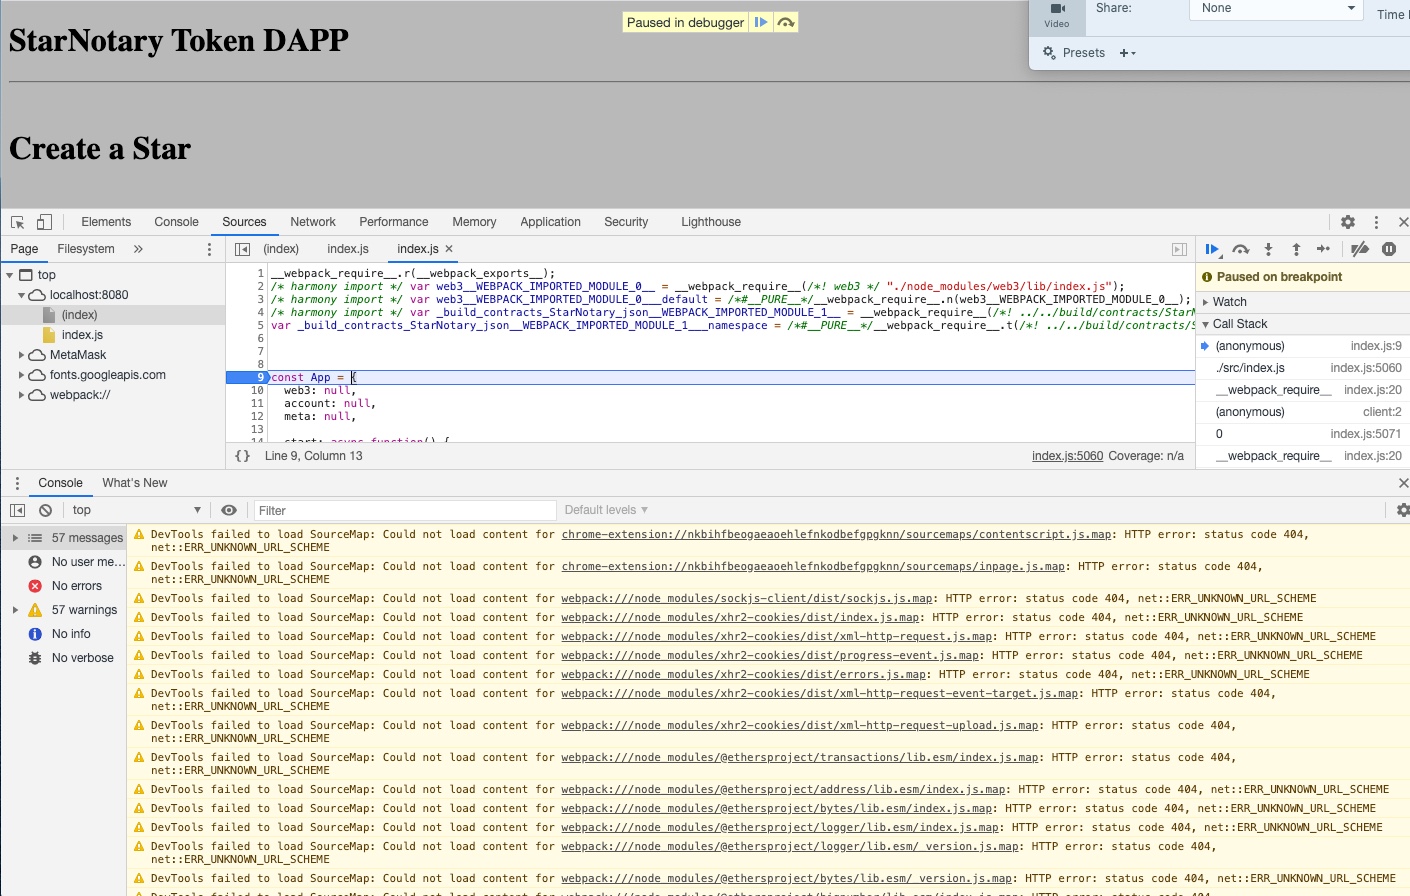 StarNotary Token DAPP
Paused in debugger
Video
Share:
None
Time
Presets
Create a Star
Elements Console Sources Network Performance Memory Application Security Lighthouse
Page Filesystem »
(index) index.js index.js ×
top
localhost:8080
(index)
index.js
MetaMask
fonts.googleapis.com
webpack://
1 __webpack_require__.r(__webpack_exports__);
2 /* harmony import */ var web3__WEBPACK_IMPORTED_MODULE_0__ = __webpack_require__(/*! web3 */ "./node_modules/web3/lib/index.js");
3 /* harmony import */ var web3__WEBPACK_IMPORTED_MODULE_0___default = /*#__PURE__*/__webpack_require__.n(web3__WEBPACK_IMPORTED_MODULE_0__);
4 /* harmony import */ var _build_contracts_StarNotary_json__WEBPACK_IMPORTED_MODULE_1__ = __webpack_require__(/*! ../../build/contracts/StarN
5 var _build_contracts_StarNotary_json__WEBPACK_IMPORTED_MODULE_1___namespace = /*#__PURE__*/__webpack_require__.t(/*! ../../build/contracts/S
6
7
8
9 const App = {
10 web3: null,
11 account: null,
12 meta: null,
13
14 start: async function() {
{ } Line 9, Column 13
index.js:5060 Coverage: n/a
Paused on breakpoint
Watch
Call Stack
(anonymous) index.js:9
./src/index.js index.js:5060
__webpack_require__ index.js:20
(anonymous) client:2
0 index.js:5071
__webpack_require__ index.js:20
Console What's New
top
Filter
Default levels
57 messages
No user me...
No errors
57 warnings
No info
No verbose
DevTools failed to load SourceMap: Could not load content for chrome-extension://nkbihfbeogaeaoehlefnkodbefgpgknn/sourcemaps/contentscript.js.map: HTTP error: status code 404,
net::ERR_UNKNOWN_URL_SCHEME
DevTools failed to load SourceMap: Could not load content for chrome-extension://nkbihfbeogaeaoehlefnkodbefgpgknn/sourcemaps/inpage.js.map: HTTP error: status code 404,
net::ERR_UNKNOWN_URL_SCHEME
DevTools failed to load SourceMap: Could not load content for webpack:///node_modules/sockjs-client/dist/sockjs.js.map: HTTP error: status code 404, net::ERR_UNKNOWN_URL_SCHEME
DevTools failed to load SourceMap: Could not load content for webpack:///node_modules/xhr2-cookies/dist/index.js.map: HTTP error: status code 404, net::ERR_UNKNOWN_URL_SCHEME
DevTools failed to load SourceMap: Could not load content for webpack:///node_modules/xhr2-cookies/dist/xml-http-request.js.map: HTTP error: status code 404, net::ERR_UNKNOWN_URL_SCHEME
DevTools failed to load SourceMap: Could not load content for webpack:///node_modules/xhr2-cookies/dist/progress-event.js.map: HTTP error: status code 404, net::ERR_UNKNOWN_URL_SCHEME
DevTools failed to load SourceMap: Could not load content for webpack:///node_modules/xhr2-cookies/dist/errors.js.map: HTTP error: status code 404, net::ERR_UNKNOWN_URL_SCHEME
DevTools failed to load SourceMap: Could not load content for webpack:///node_modules/xhr2-cookies/dist/xml-http-request-event-target.js.map: HTTP error: status code 404,
net::ERR_UNKNOWN_URL_SCHEME
DevTools failed to load SourceMap: Could not load content for webpack:///node_modules/xhr2-cookies/dist/xml-http-request-upload.js.map: HTTP error: status code 404,
net::ERR_UNKNOWN_URL_SCHEME
DevTools failed to load SourceMap: Could not load content for webpack:///node_modules/@ethersproject/transactions/lib.esm/index.js.map: HTTP error: status code 404,
net::ERR_UNKNOWN_URL_SCHEME
DevTools failed to load SourceMap: Could not load content for webpack:///node_modules/@ethersproject/address/lib.esm/index.js.map: HTTP error: status code 404, net::ERR_UNKNOWN_URL_SCHEME
DevTools failed to load SourceMap: Could not load content for webpack:///node_modules/@ethersproject/bytes/lib.esm/index.js.map: HTTP error: status code 404, net::ERR_UNKNOWN_URL_SCHEME
DevTools failed to load SourceMap: Could not load content for webpack:///node_modules/@ethersproject/logger/lib.esm/index.js.map: HTTP error: status code 404, net::ERR_UNKNOWN_URL_SCHEME
DevTools failed to load SourceMap: Could not load content for webpack:///node_modules/@ethersproject/logger/lib.esm/_version.js.map: HTTP error: status code 404,
net::ERR_UNKNOWN_URL_SCHEME
DevTools failed to load SourceMap: Could not load content for webpack:///node_modules/@ethersproject/bytes/lib.esm/_version.js.map: HTTP error: status code 404, net::ERR_UNKNOWN_URL_SCHEME